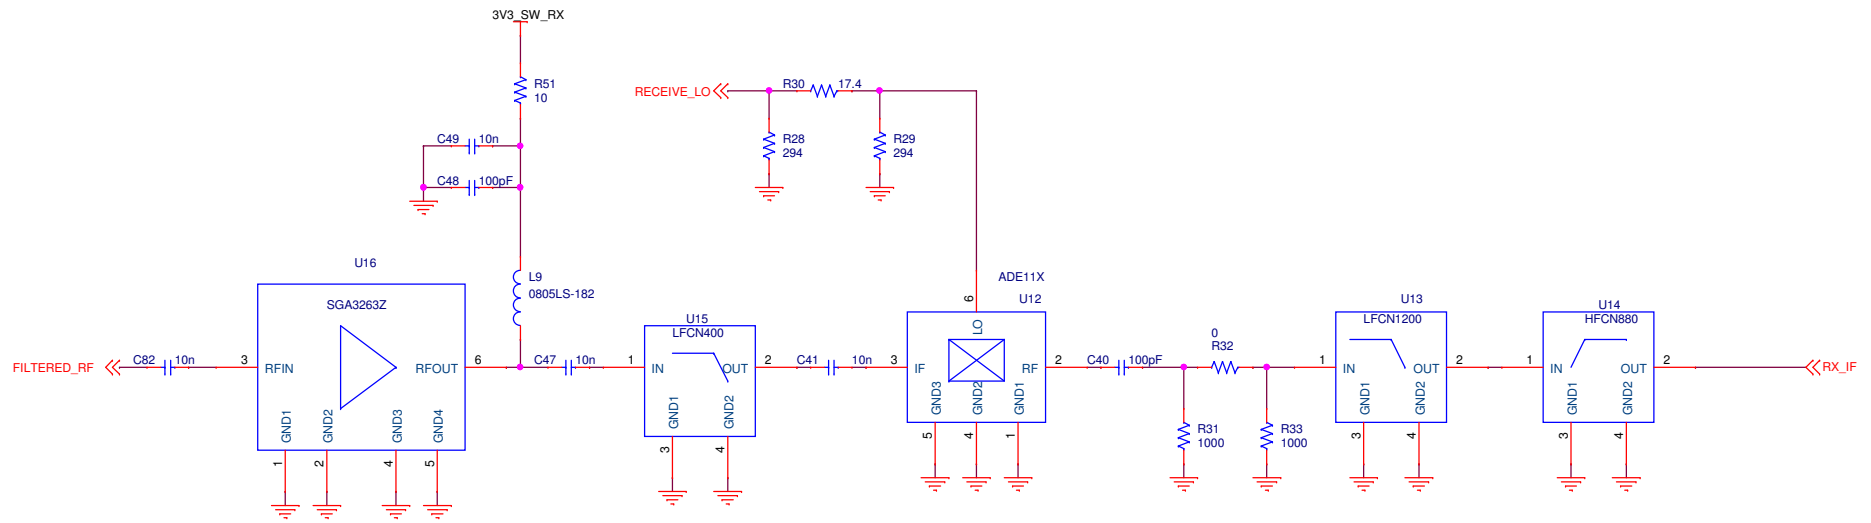 3V3_SW_RX
R51
10
C49 10n
C48 100pF
L9
0805LS-182
RECEIVE_LO
R30 17.4
R28
294
R29
294
U16
SGA3263Z
FILTERED_RF
C82 10n
3
RFIN
RFOUT
6
GND1
GND2
GND3
GND4
1
2
4
5
C47 10n
U15
LFCN400
1
IN
OUT
2
GND1
GND2
3
4
C41 10n
ADE11X
U12
6
LO
3
IF
RF
2
GND3
GND2
GND1
5
4
1
C40 100pF
0
R32
R31
1000
R33
1000
U13
LFCN1200
1
IN
OUT
2
GND1
GND2
3
4
U14
HFCN880
1
IN
OUT
2
GND1
GND2
3
4
RX_IF